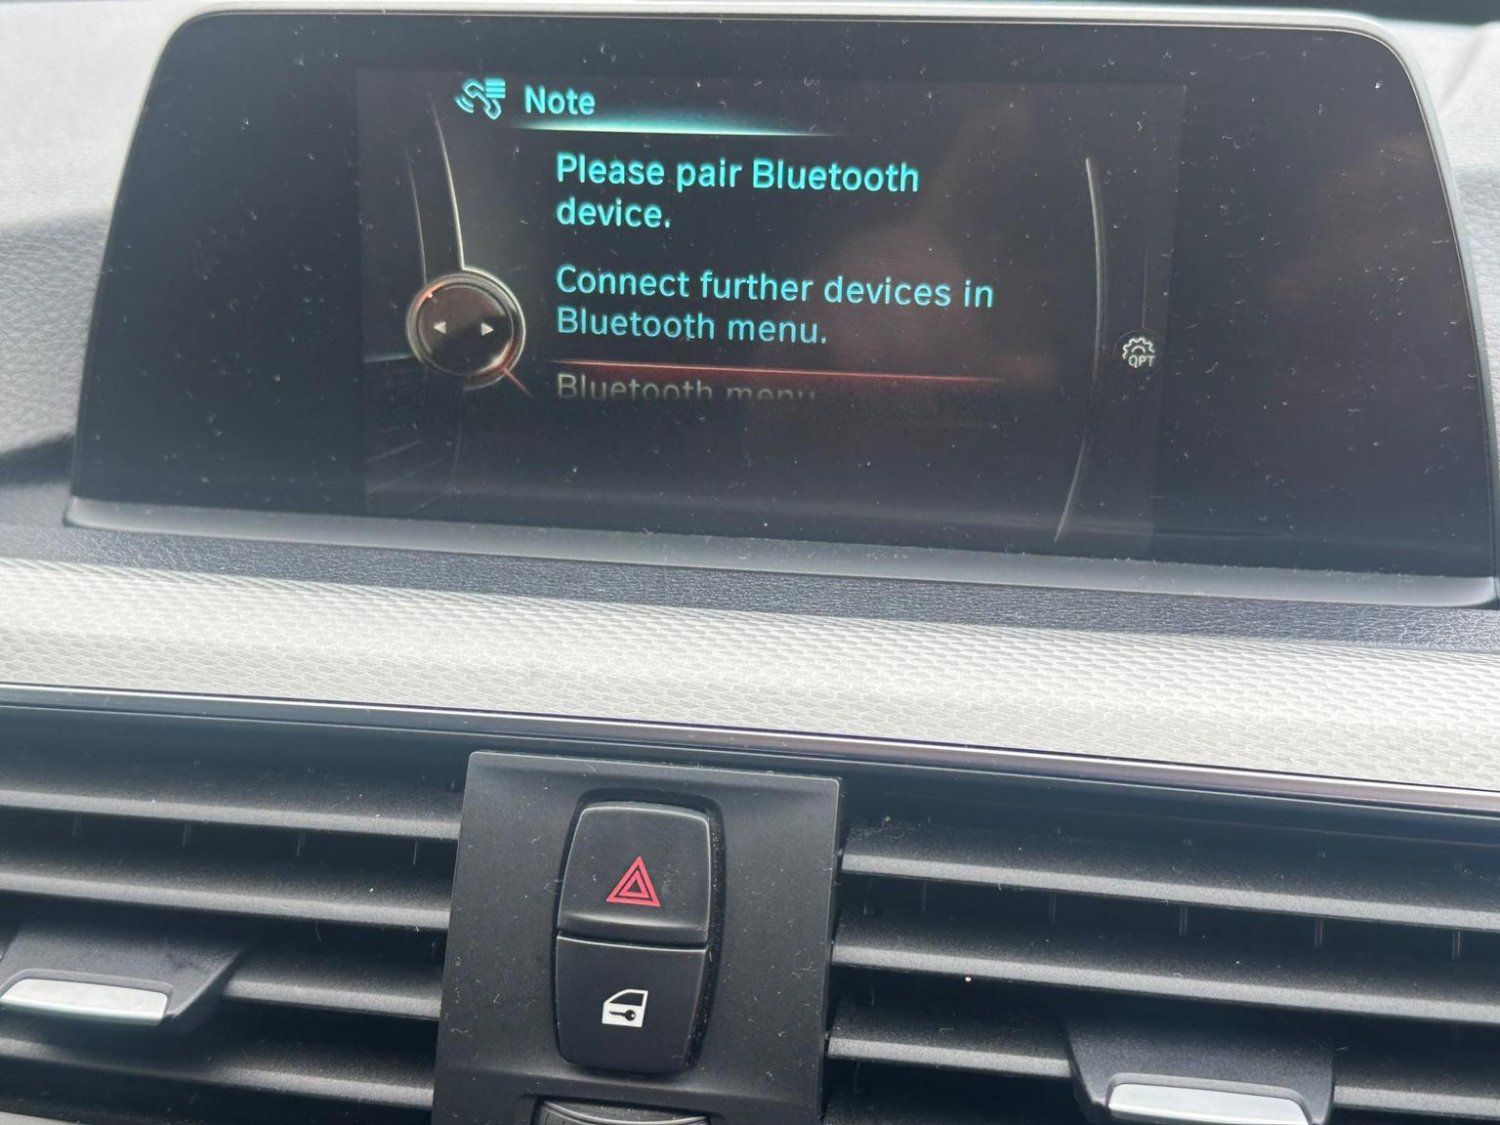 Note
Please pair Bluetooth
device.
Connect further devices in
Bluetooth menu.
Bluetooth menu
OPT